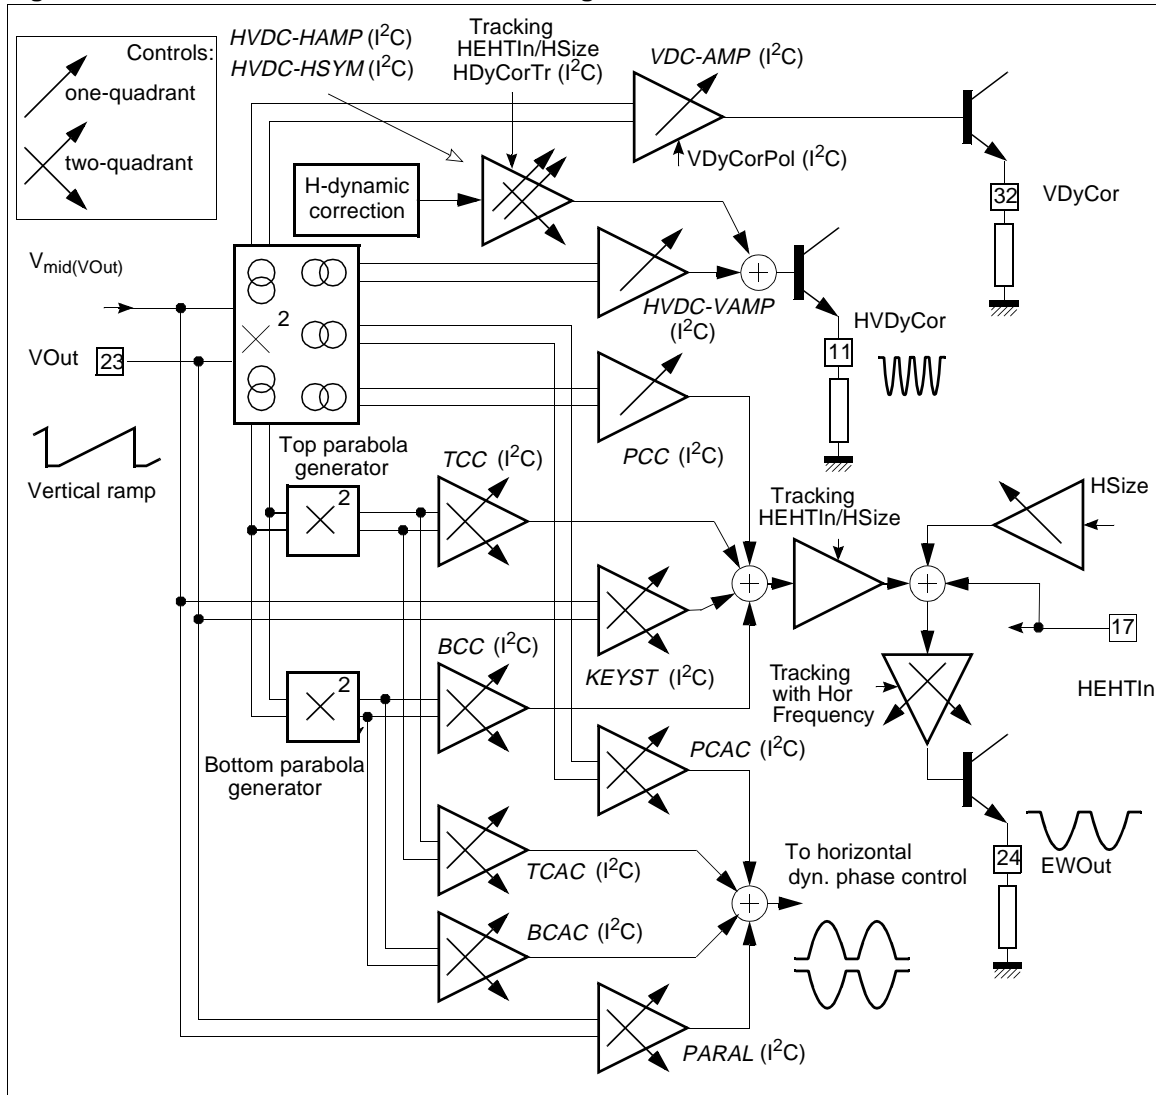 Controls:
one-quadrant
two-quadrant
HVDC-HAMP (I²C)
HVDC-HSYM (I²C)
Tracking
HEHTIn/HSize
HDyCorTr (I²C)
VDC-AMP (I²C)
VDyCorPol (I²C)
32
VDyCor
H-dynamic
correction
Vmid(VOut)
VOut
23
2
HVDC-VAMP
(I²C)
HVDyCor
11
Vertical ramp
Top parabola
generator
2
TCC (I²C)
PCC (I²C)
Tracking
HEHTIn/HSize
HSize
17
HEHTIn
KEYST (I²C)
BCC (I²C)
2
Bottom parabola
generator
Tracking
with Hor
Frequency
PCAC (I²C)
24
EWOut
TCAC (I²C)
To horizontal
dyn. phase control
BCAC (I²C)
PARAL (I²C)